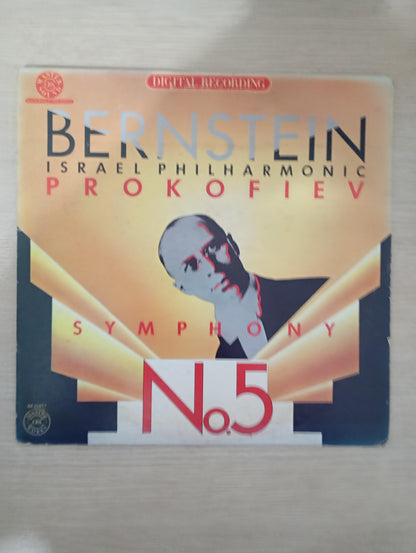 DIGITAL RECORDING
BERNSTEIN
ISRAEL PHILHARMONIC
PROKOFIEV
SYMPHONY
No.5